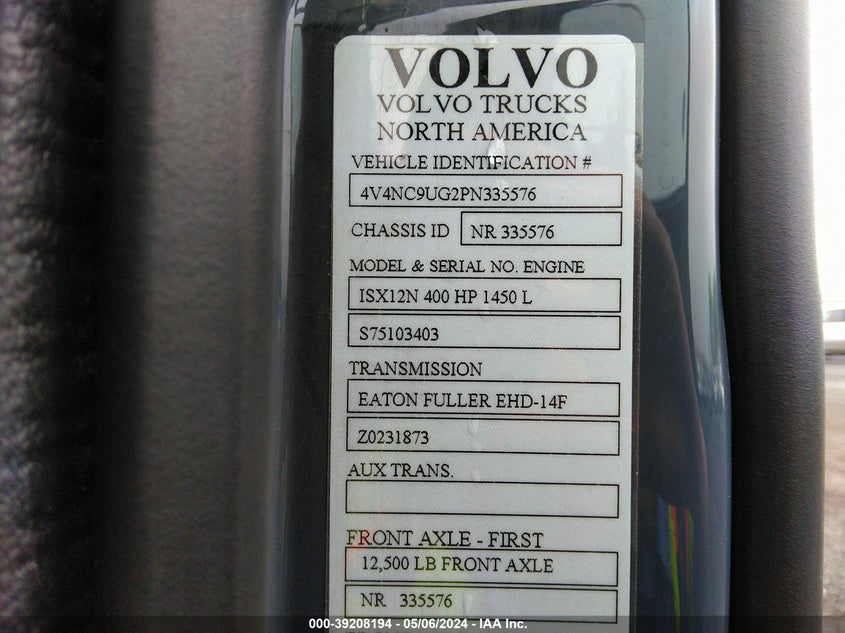 VOLVO
VOLVO TRUCKS
NORTH AMERICA
VEHICLE IDENTIFICATION #
4V4NC9UG2PN335576
CHASSIS ID NR 335576
MODEL & SERIAL NO. ENGINE
ISX12N 400 HP 1450 L
S75103403
TRANSMISSION
EATON FULLER EHD-14F
Z0231873
AUX TRANS.
FRONT AXLE - FIRST
12,500 LB FRONT AXLE
NR 335576
000-39208194 - 05/06/2024 - IAA Inc.